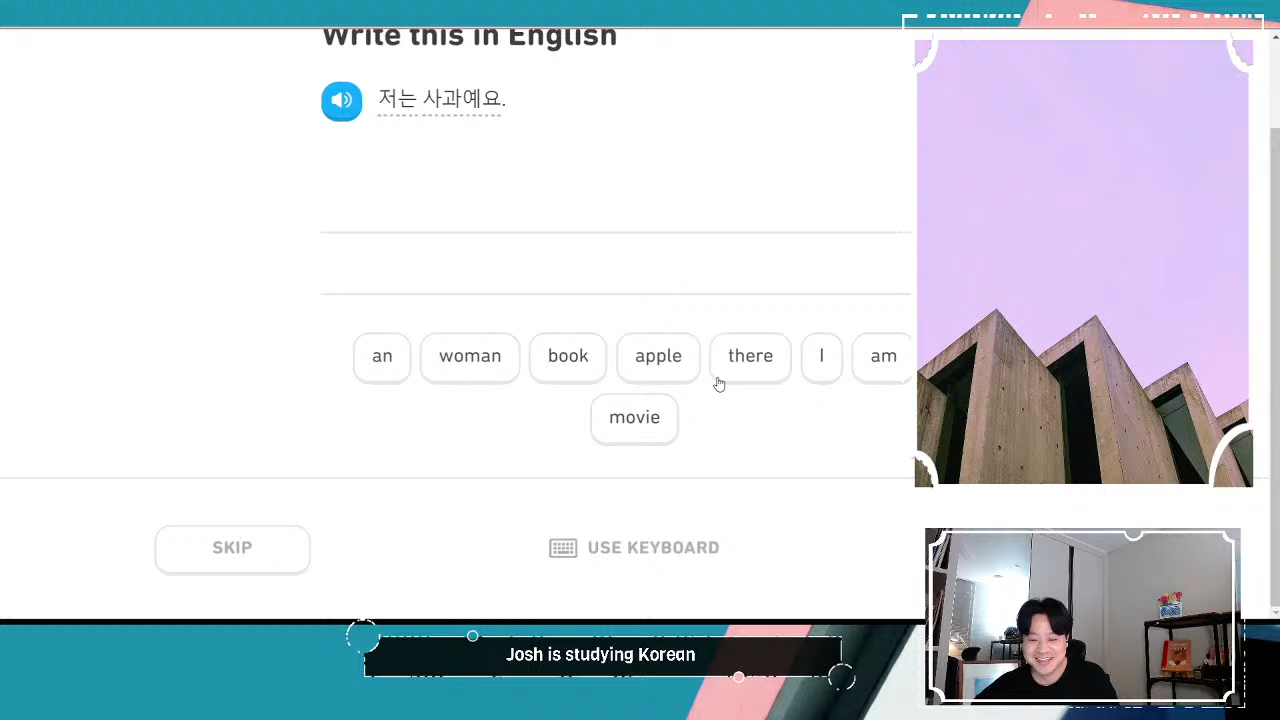 Write this in English
저는 사과예요.
an woman book apple there I am
movie
SKIP
USE KEYBOARD
Josh is studying Korean